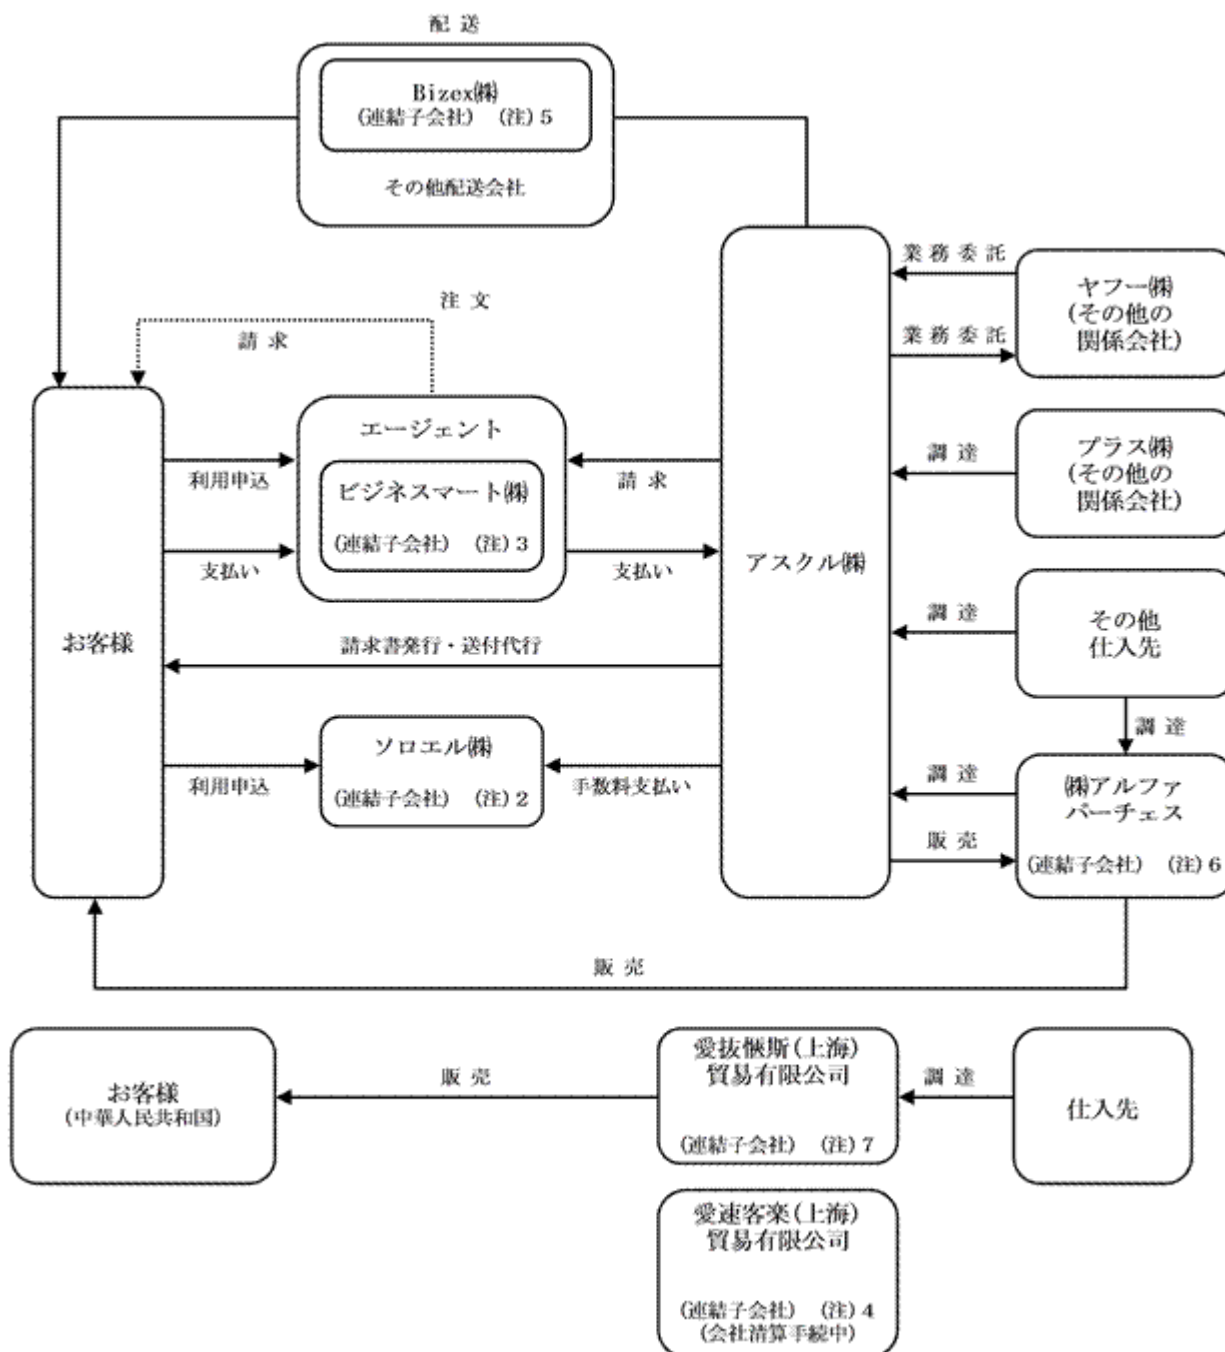 配 送
Bizex㈱
(連結子会社) (注)5
その他配送会社
業 務 委 託
ヤフー㈱
(その他の
関係会社)
業 務 委 託
注 文
請 求
エージェント
ビジネスマート㈱
(連結子会社) (注)3
利用申込
支払い
請 求
支払い
アスクル㈱
調 達
プラス㈱
(その他の
関係会社)
お客様
請求書発行・送付代行
調 達
その他
仕入先
調 達
ソロエル㈱
(連結子会社) (注)2
利用申込
手数料支払い
調 達
販 売
㈱アルファ
パーチェス
(連結子会社) (注)6
販 売
お客様
(中華人民共和国)
販 売
愛抜愜斯(上海)
貿易有限公司
(連結子会社) (注)7
調 達
仕入先
愛速客楽(上海)
貿易有限公司
(連結子会社) (注)4
(会社清算手続中)